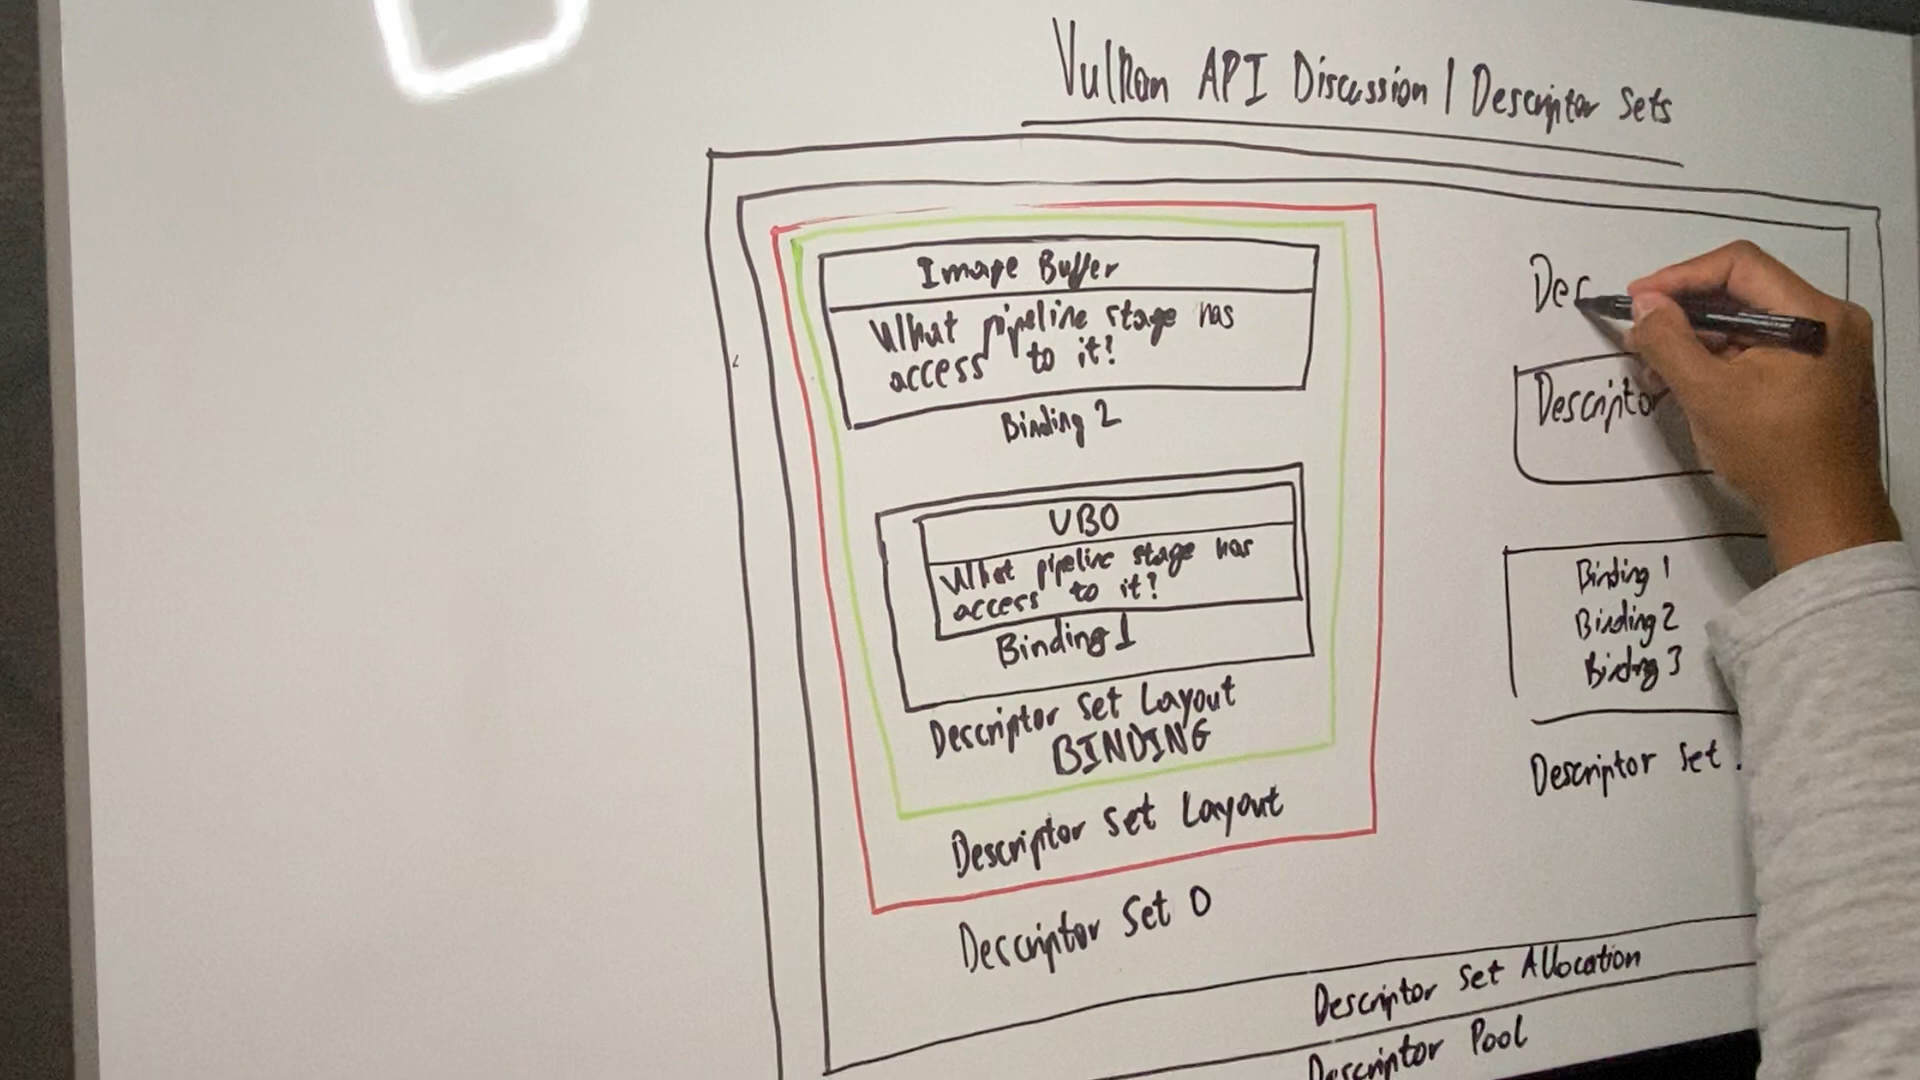 Vulkan API Discussion | Descriptor Sets
Image Buffer
What pipeline stage has
access to it?
Binding 2
UBO
What pipeline stage has
access to it?
Binding 1
Descriptor Set Layout
BINDING
Descriptor Set Layout
Descriptor Set 0
Des
Descriptor
Binding 1
Binding 2
Binding 3
Descriptor Set
Descriptor Set Allocation
Descriptor Pool